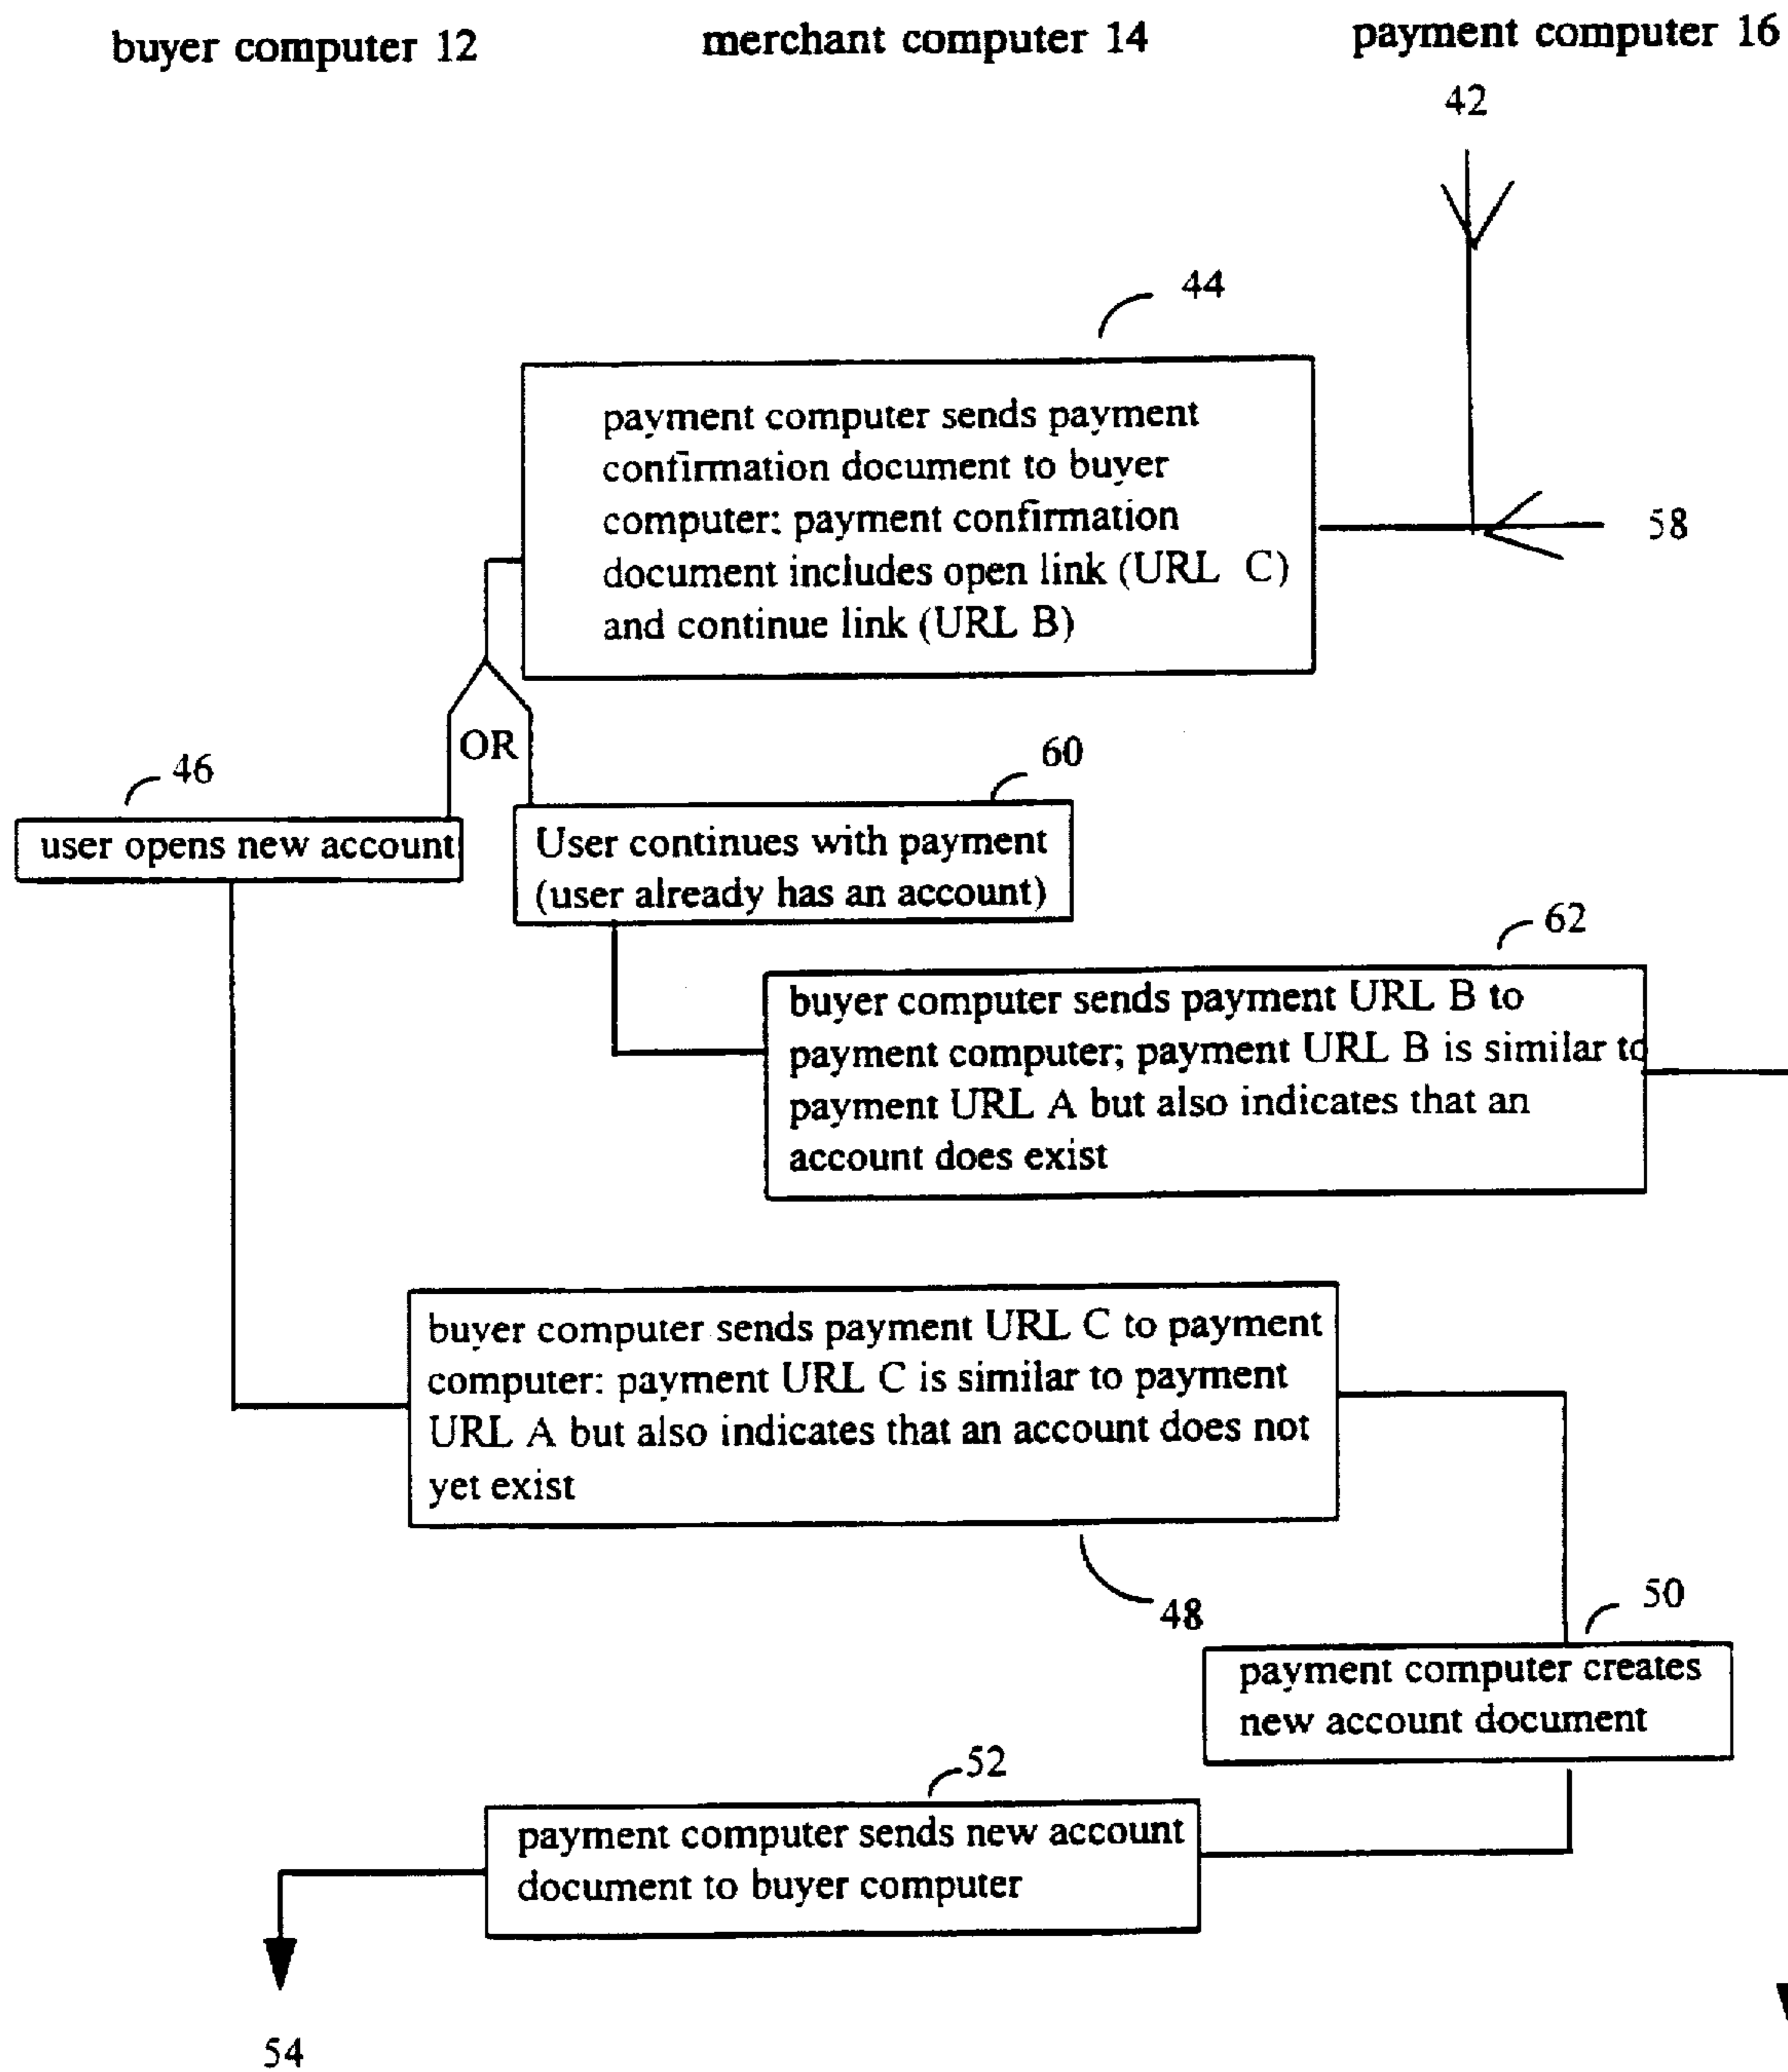 buyer computer 12
merchant computer 14
payment computer 16
42
44
payment computer sends payment
confirmation document to buyer
computer: payment confirmation
document includes open link (URL C)
and continue link (URL B)
58
OR
46
user opens new account
60
User continues with payment
(user already has an account)
62
buyer computer sends payment URL B to
payment computer; payment URL B is similar to
payment URL A but also indicates that an
account does exist
buyer computer sends payment URL C to payment
computer: payment URL C is similar to payment
URL A but also indicates that an account does not
yet exist
48
50
payment computer creates
new account document
52
payment computer sends new account
document to buyer computer
54